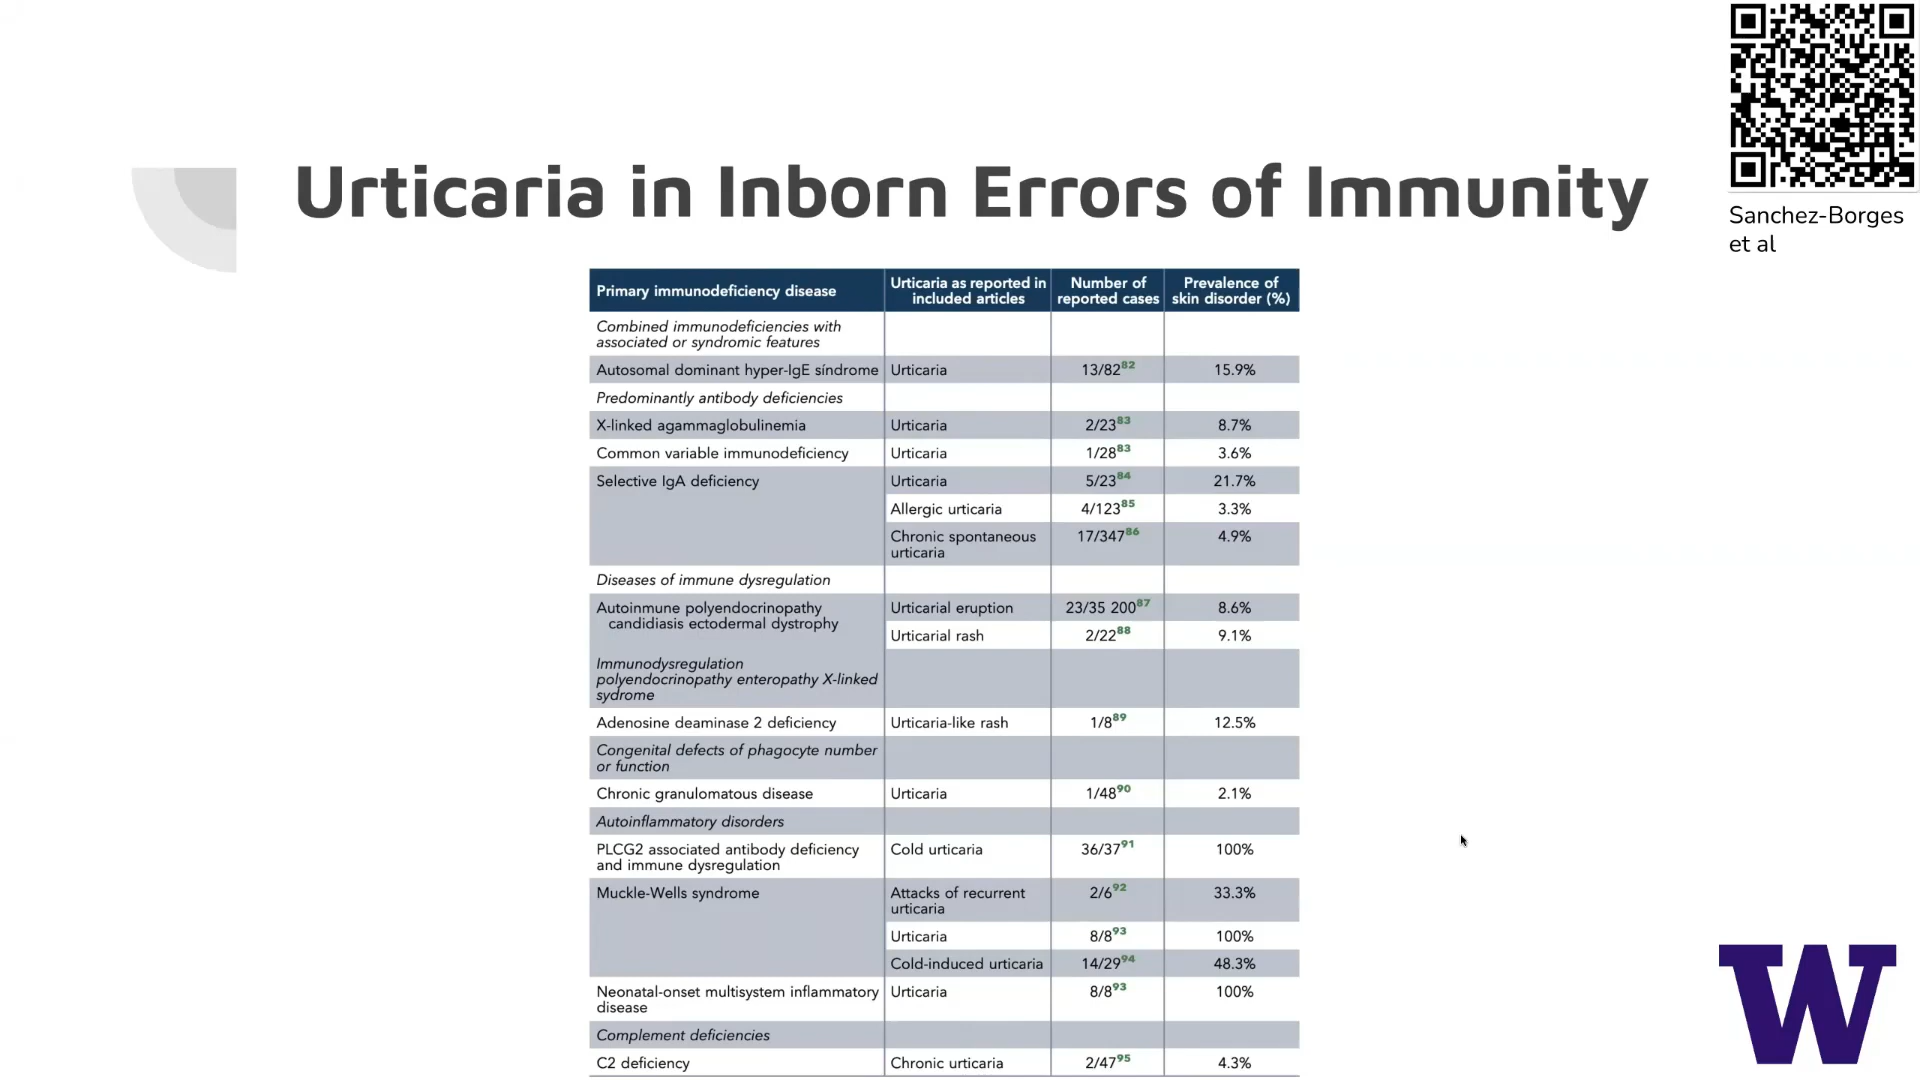 Sanchez-Borges
et al
Urticaria in Inborn Errors of Immunity
Primary immunodeficiency disease Urticaria as reported in included articles Number of reported cases Prevalence of skin disorder (%)
Combined immunodeficiencies with
associated or syndromic features
Autosomal dominant hyper-IgE síndrome Urticaria 13/82⁸² 15.9%
Predominantly antibody deficiencies
X-linked agammaglobulinemia Urticaria 2/23⁸³ 8.7%
Common variable immunodeficiency Urticaria 1/28⁸³ 3.6%
Selective IgA deficiency Urticaria 5/23⁸⁴ 21.7%
Allergic urticaria 4/123⁸⁵ 3.3%
Chronic spontaneous 17/347⁸⁶ 4.9%
urticaria
Diseases of immune dysregulation
Autoinmune polyendocrinopathy Urticarial eruption 23/35 200⁸⁷ 8.6%
candidiasis ectodermal dystrophy
Urticarial rash 2/22⁸⁸ 9.1%
Immunodysregulation
polyendocrinopathy enteropathy X-linked
sydrome
Adenosine deaminase 2 deficiency Urticaria-like rash 1/8⁸⁹ 12.5%
Congenital defects of phagocyte number
or function
Chronic granulomatous disease Urticaria 1/48⁹⁰ 2.1%
Autoinflammatory disorders
PLCG2 associated antibody deficiency Cold urticaria 36/37⁹¹ 100%
and immune dysregulation
Muckle-Wells syndrome Attacks of recurrent 2/6⁹² 33.3%
urticaria
Urticaria 8/8⁹³ 100%
Cold-induced urticaria 14/29⁹⁴ 48.3%
Neonatal-onset multisystem inflammatory Urticaria 8/8⁹³ 100%
disease
Complement deficiencies
C2 deficiency Chronic urticaria 2/47⁹⁵ 4.3%
W